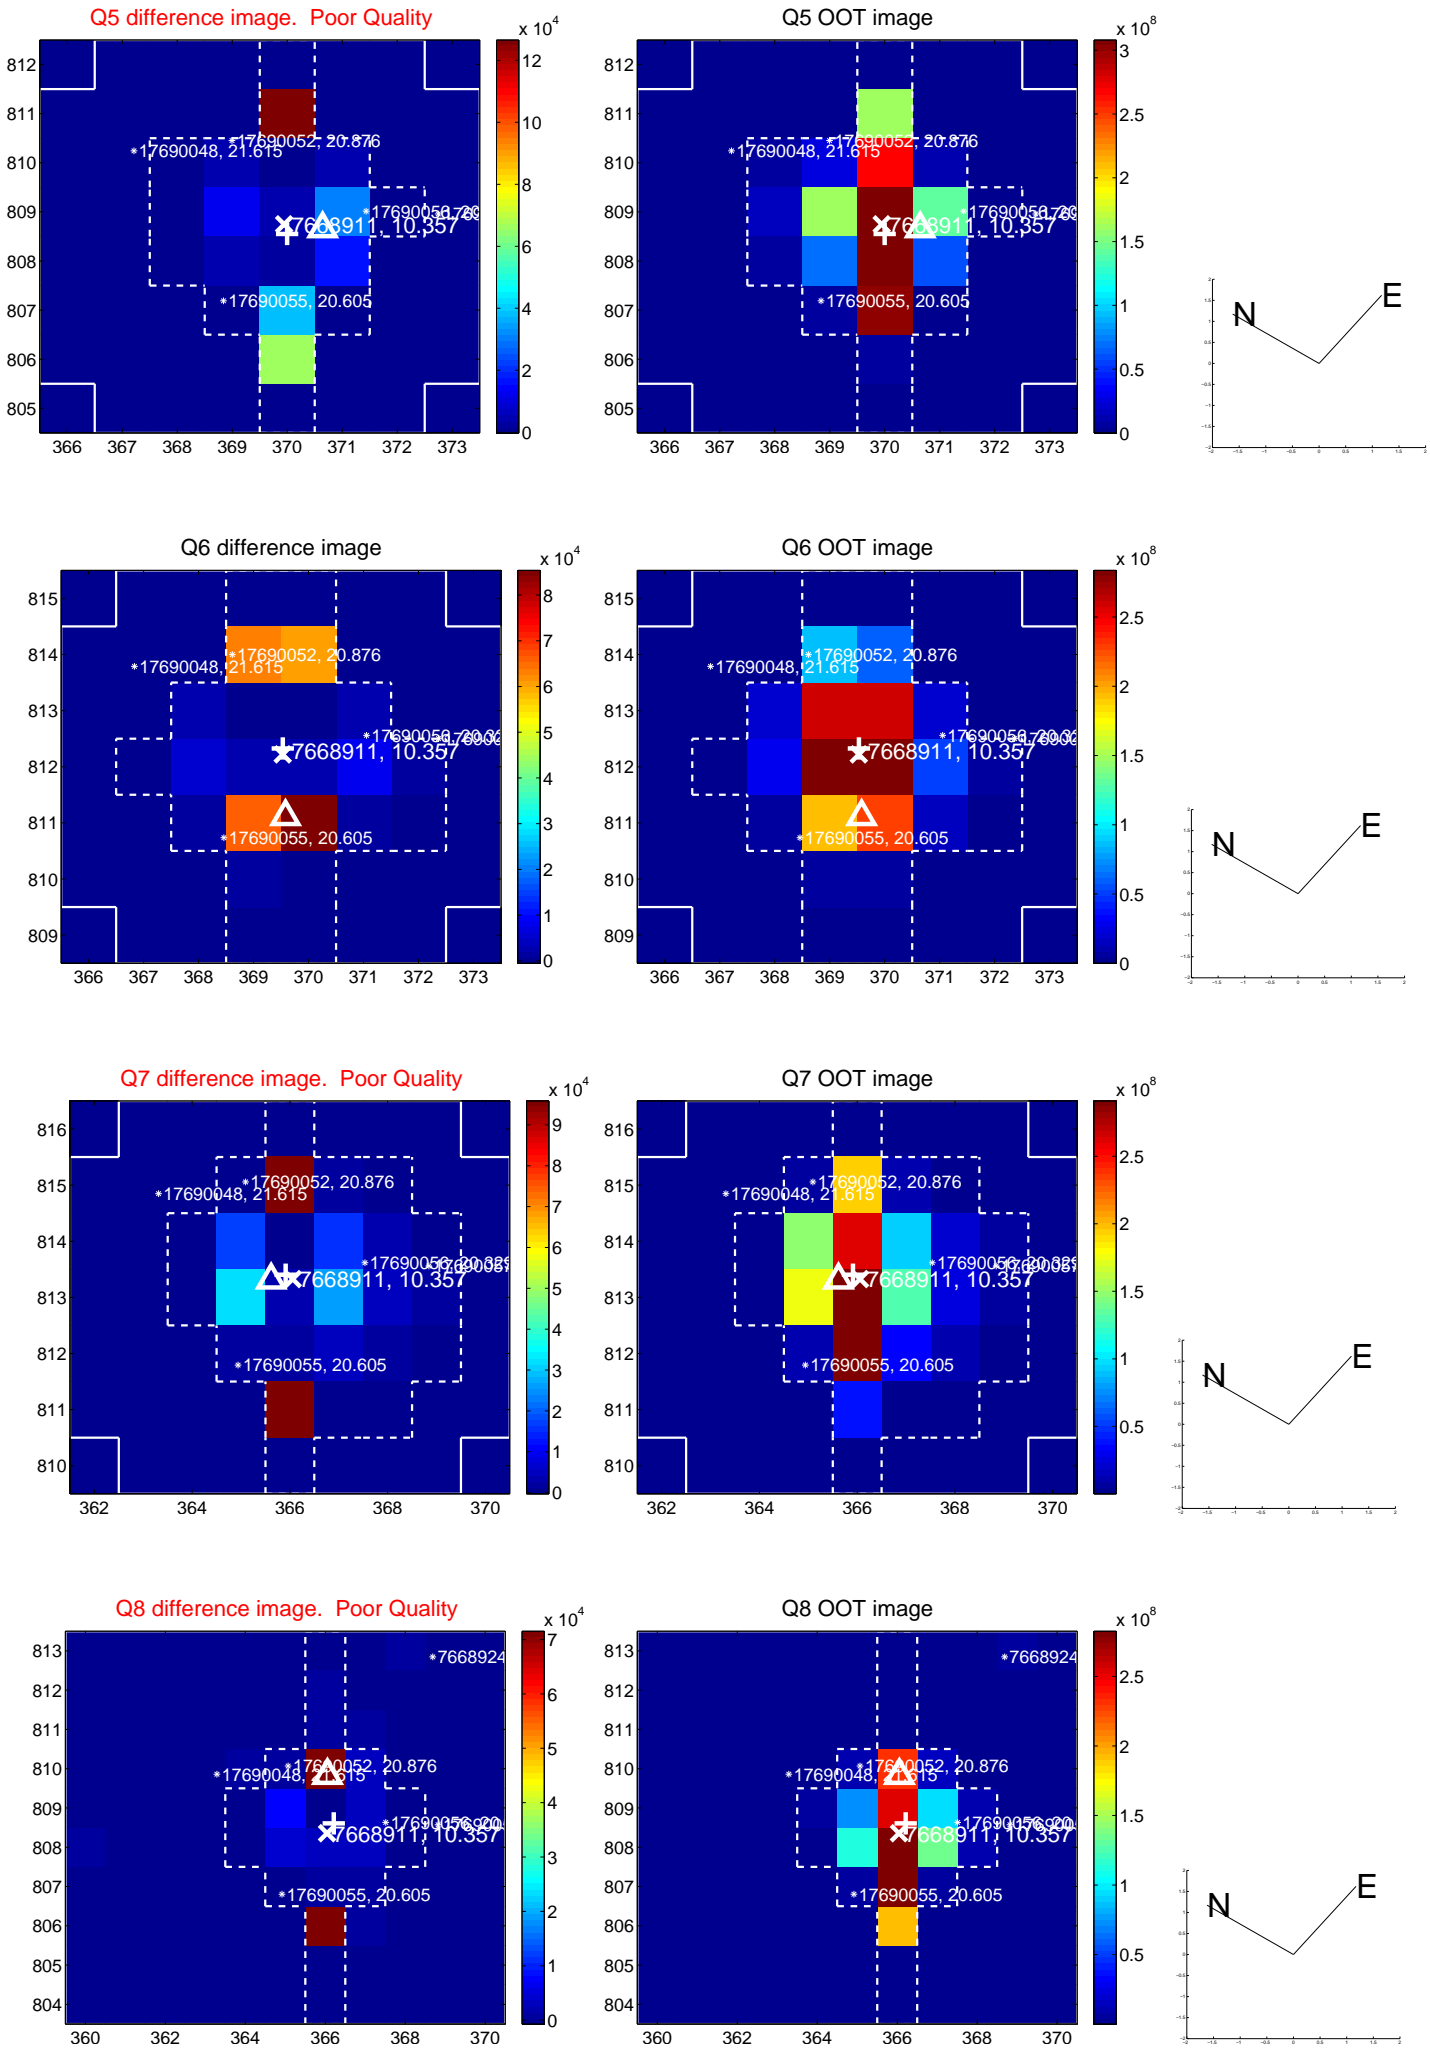 Q5 difference image. Poor Quality
Q5 OOT image
x 10^4
x 10^8
*17690048, 21.615
*17690052, 20.876
7668911, 10.357
*17690055, 20.605
366 367 368 369 370 371 372 373
805 806 807 808 809 810 811 812
0 2 4 6 8 10 12
0 0.5 1 1.5 2 2.5 3
N
E
Q6 difference image
Q6 OOT image
x 10^4
x 10^8
*17690048, 21.615
*17690052, 20.876
7668911, 10.357
*17690055, 20.605
366 367 368 369 370 371 372 373
809 810 811 812 813 814 815
0 1 2 3 4 5 6 7 8
0 0.5 1 1.5 2 2.5
N
E
Q7 difference image. Poor Quality
Q7 OOT image
x 10^4
x 10^8
*17690048, 21.615
*17690052, 20.876
7668911, 10.357
*17690055, 20.605
362 364 366 368 370
810 811 812 813 814 815 816
0 1 2 3 4 5 6 7 8 9
0.5 1 1.5 2 2.5
N
E
Q8 difference image. Poor Quality
Q8 OOT image
x 10^4
x 10^8
*7668924
*17690052, 20.876
*17690048, 21.615
7668911, 10.357
*17690055, 20.605
360 362 364 366 368 370
804 805 806 807 808 809 810 811 812 813
0 1 2 3 4 5 6 7
0.5 1 1.5 2 2.5
N
E